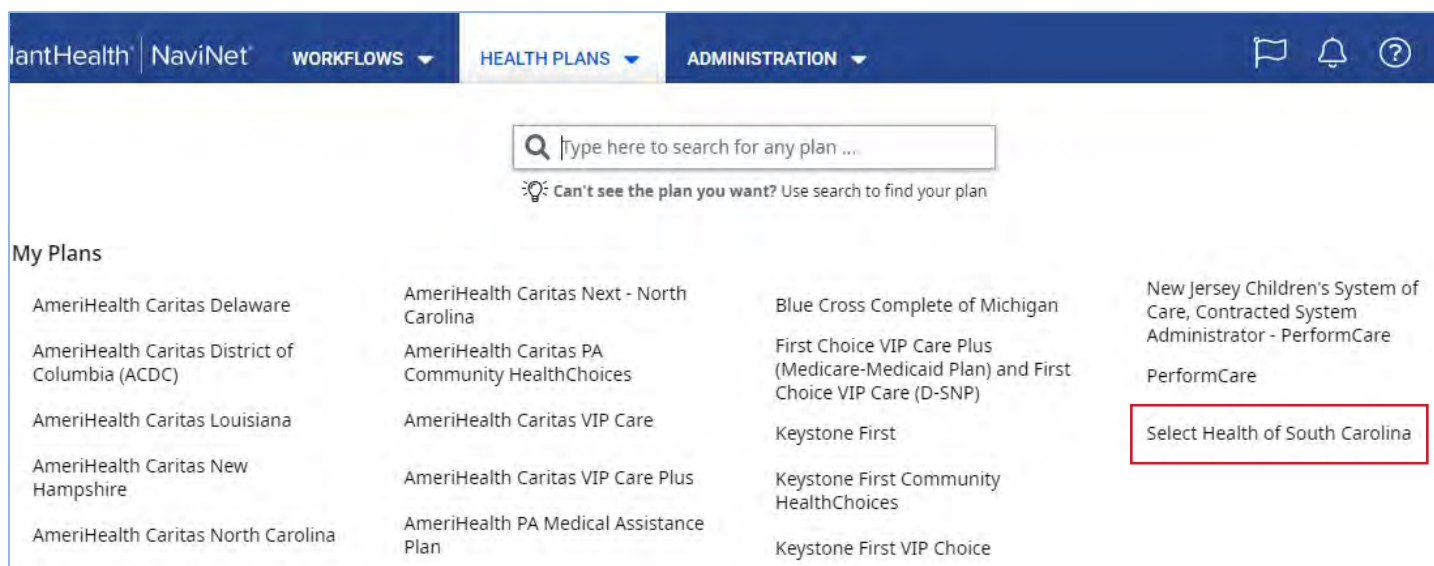 lantHealth | NaviNet WORKFLOWS HEALTH PLANS ADMINISTRATION
Type here to search for any plan ...
Can't see the plan you want? Use search to find your plan
My Plans
AmeriHealth Caritas Delaware
AmeriHealth Caritas District of
Columbia (ACDC)
AmeriHealth Caritas Louisiana
AmeriHealth Caritas New
Hampshire
AmeriHealth Caritas North Carolina
AmeriHealth Caritas Next - North
Carolina
AmeriHealth Caritas PA
Community HealthChoices
AmeriHealth Caritas VIP Care
AmeriHealth Caritas VIP Care Plus
AmeriHealth PA Medical Assistance
Plan
Blue Cross Complete of Michigan
First Choice VIP Care Plus
(Medicare-Medicaid Plan) and First
Choice VIP Care (D-SNP)
Keystone First
Keystone First Community
HealthChoices
Keystone First VIP Choice
New Jersey Children's System of
Care, Contracted System
Administrator - PerformCare
PerformCare
Select Health of South Carolina